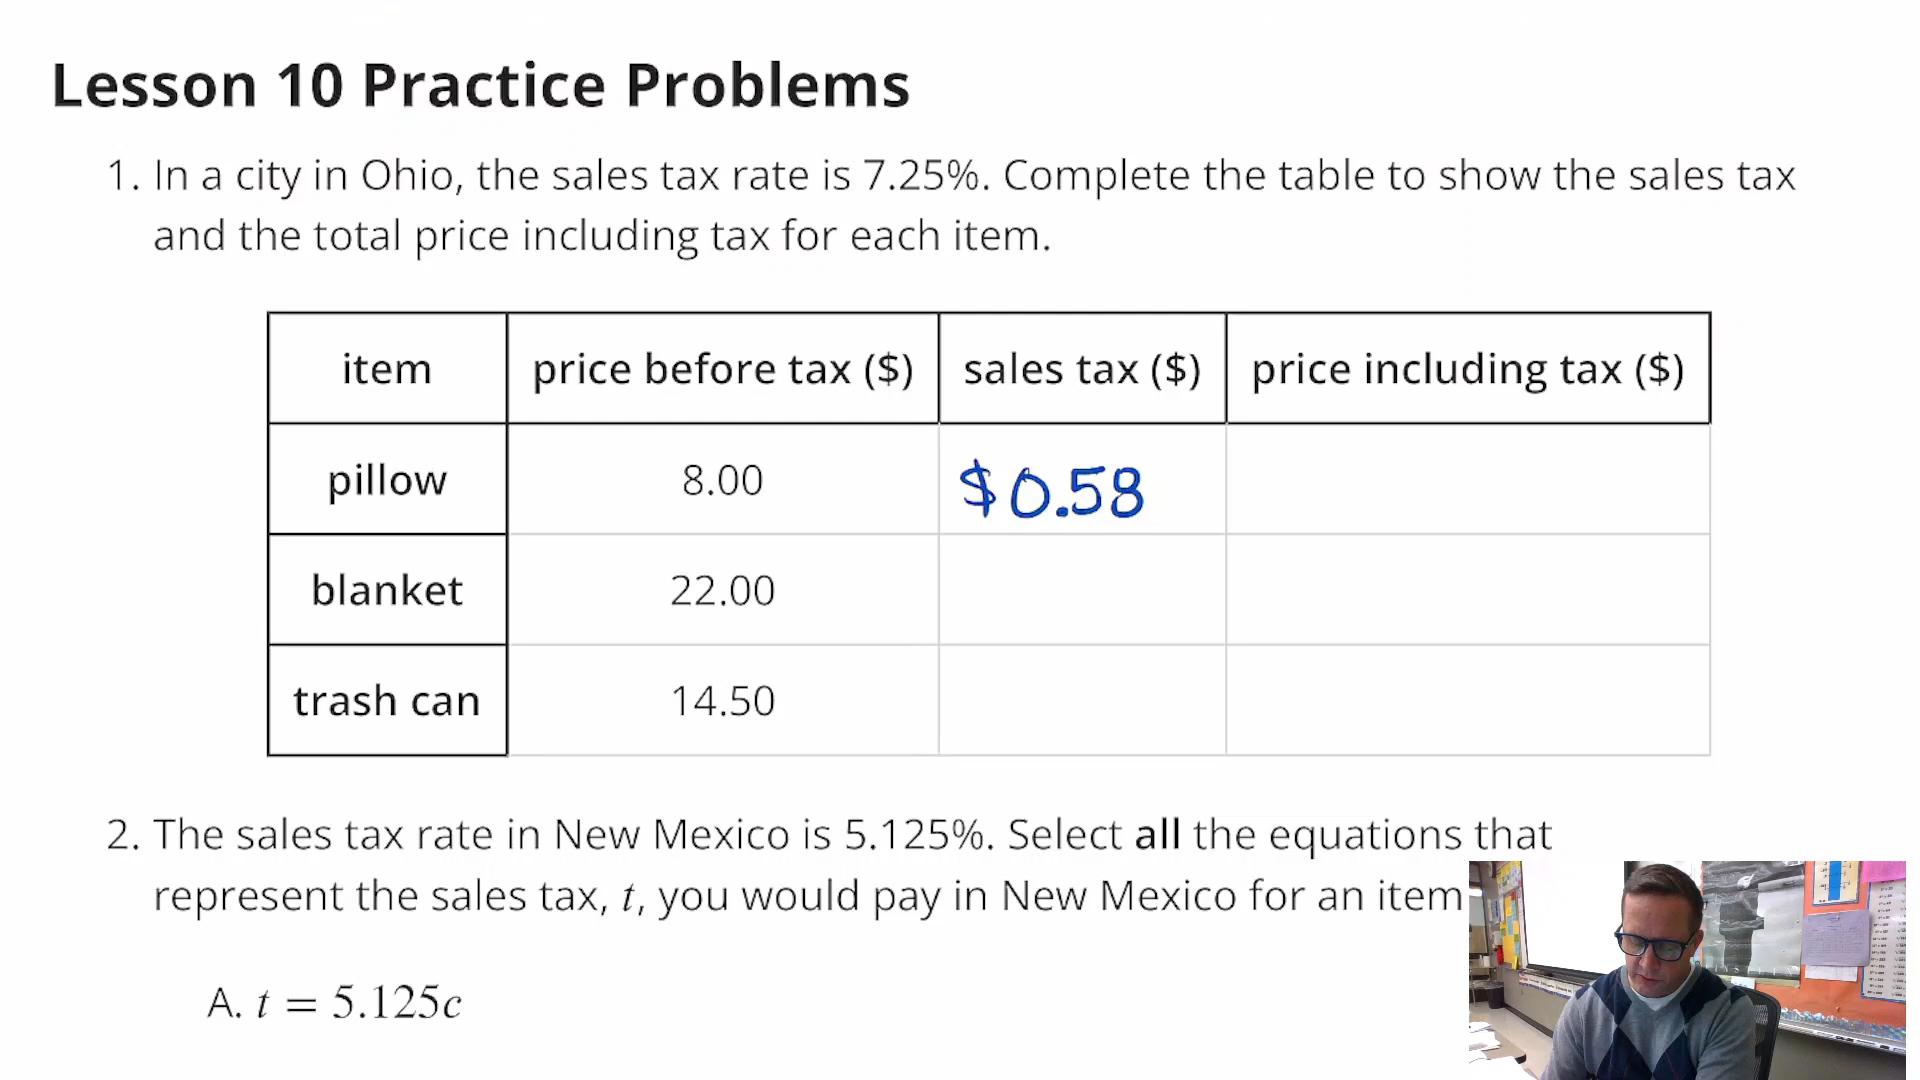 Lesson 10 Practice Problems
1. In a city in Ohio, the sales tax rate is 7.25%. Complete the table to show the sales tax
and the total price including tax for each item.
item price before tax ($) sales tax ($) price including tax ($)
pillow 8.00 $0.58
blanket 22.00
trash can 14.50
2. The sales tax rate in New Mexico is 5.125%. Select all the equations that
represent the sales tax, t, you would pay in New Mexico for an item
A. t = 5.125c